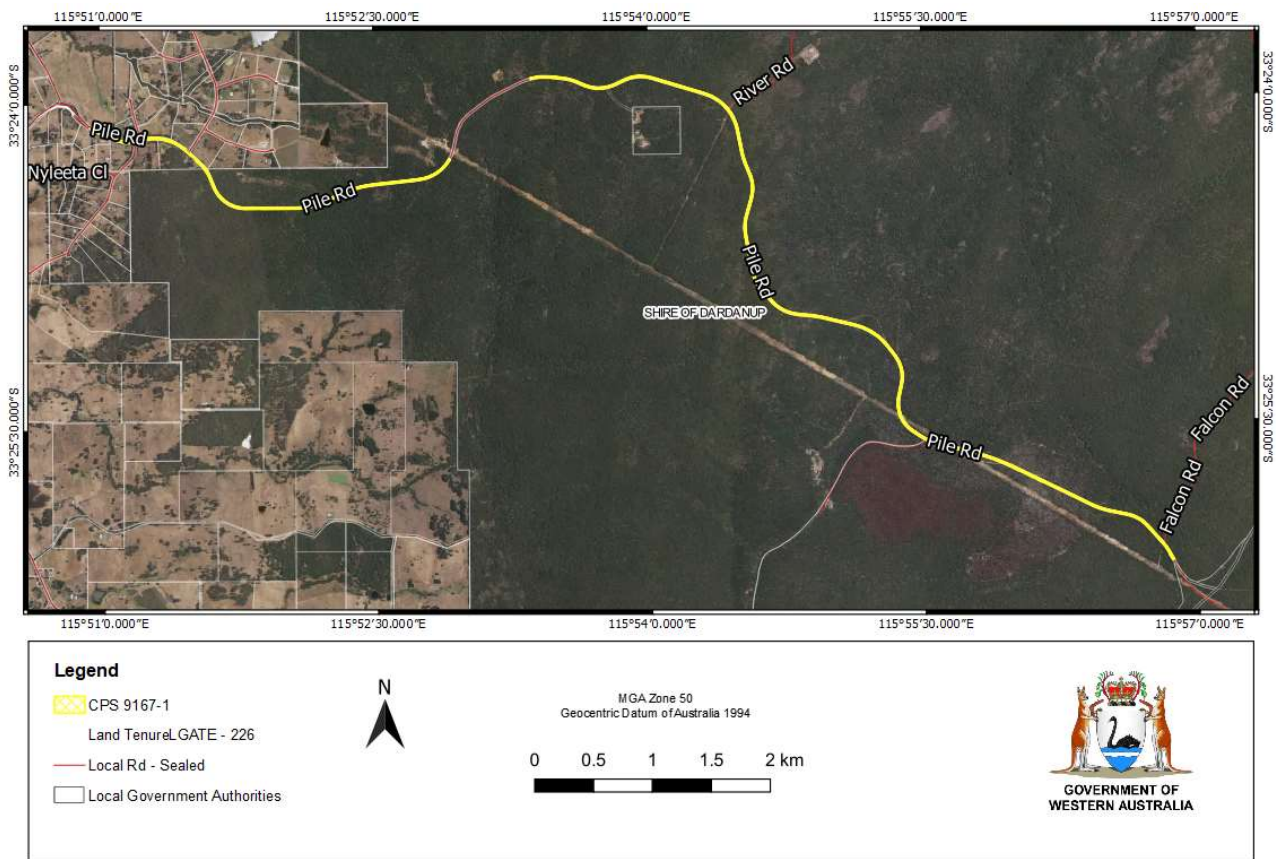 115°51'0.000"E 115°52'30.000"E 115°54'0.000"E 115°55'30.000"E 115°57'0.000"E
33°24'0.000"S
33°24'0.000"S
River Rd
Pile Rd
Nyleeta Cl
Pile Rd
Pile Rd
SHIRE OF DARDANUP
33°25'30.000"S
33°25'30.000"S
Falcon Rd
Pile Rd
Falcon Rd
115°51'0.000"E 115°52'30.000"E 115°54'0.000"E 115°55'30.000"E 115°57'0.000"E
Legend
CPS 9167-1
Land TenureLGATE - 226
Local Rd - Sealed
Local Government Authorities
N
MGA Zone 50
Geocentric Datum of Australia 1994
0 0.5 1 1.5 2 km
GOVERNMENT OF
WESTERN AUSTRALIA